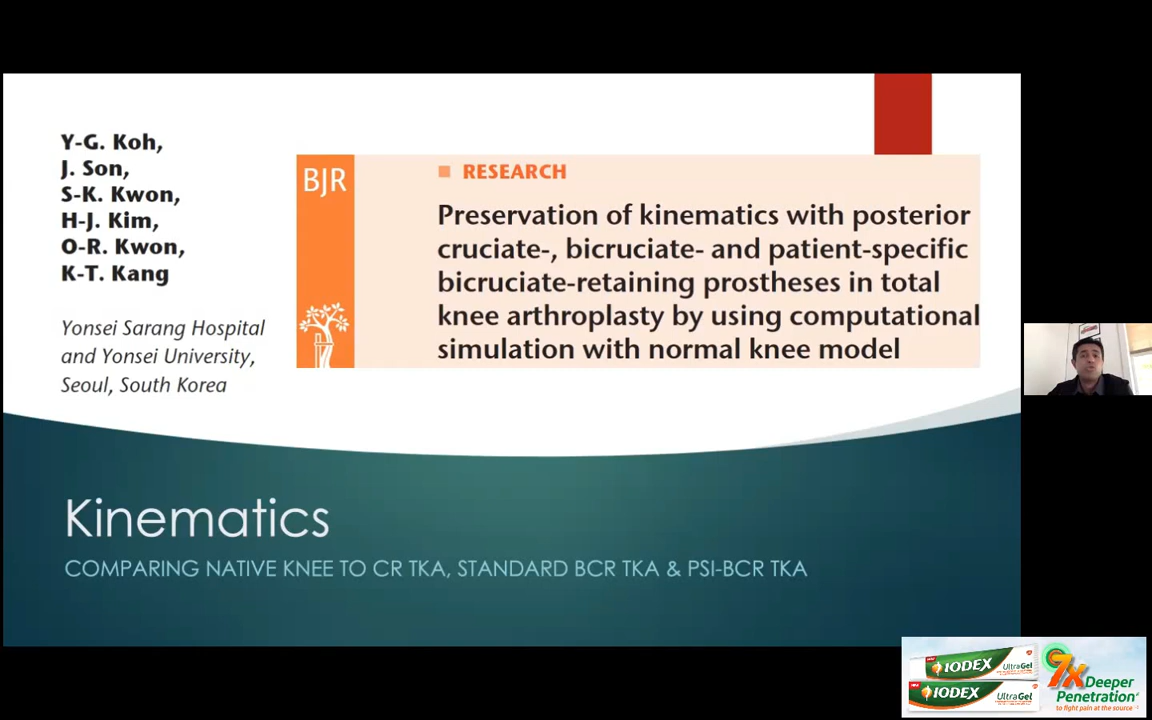 Y-G. Koh,
J. Son,
S-K. Kwon,
H-J. Kim,
O-R. Kwon,
K-T. Kang
Yonsei Sarang Hospital
and Yonsei University,
Seoul, South Korea
BJR
RESEARCH
Preservation of kinematics with posterior
cruciate-, bicruciate- and patient-specific
bicruciate-retaining prostheses in total
knee arthroplasty by using computational
simulation with normal knee model
Kinematics
COMPARING NATIVE KNEE TO CR TKA, STANDARD BCR TKA & PSI-BCR TKA
IODEX
UltraGel
IODEX
UltraGel
7X Deeper
Penetration
to fight pain at the source